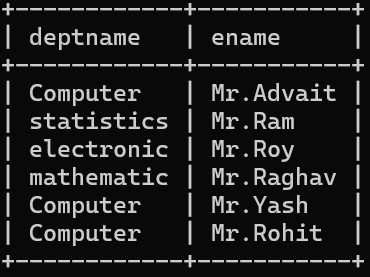 +------------+-----------+
| deptname   | ename     |
+------------+-----------+
| Computer   | Mr.Advait |
| statistics | Mr.Ram    |
| electronic | Mr.Roy    |
| mathematic | Mr.Raghav |
| Computer   | Mr.Yash   |
| Computer   | Mr.Rohit  |
+------------+-----------+